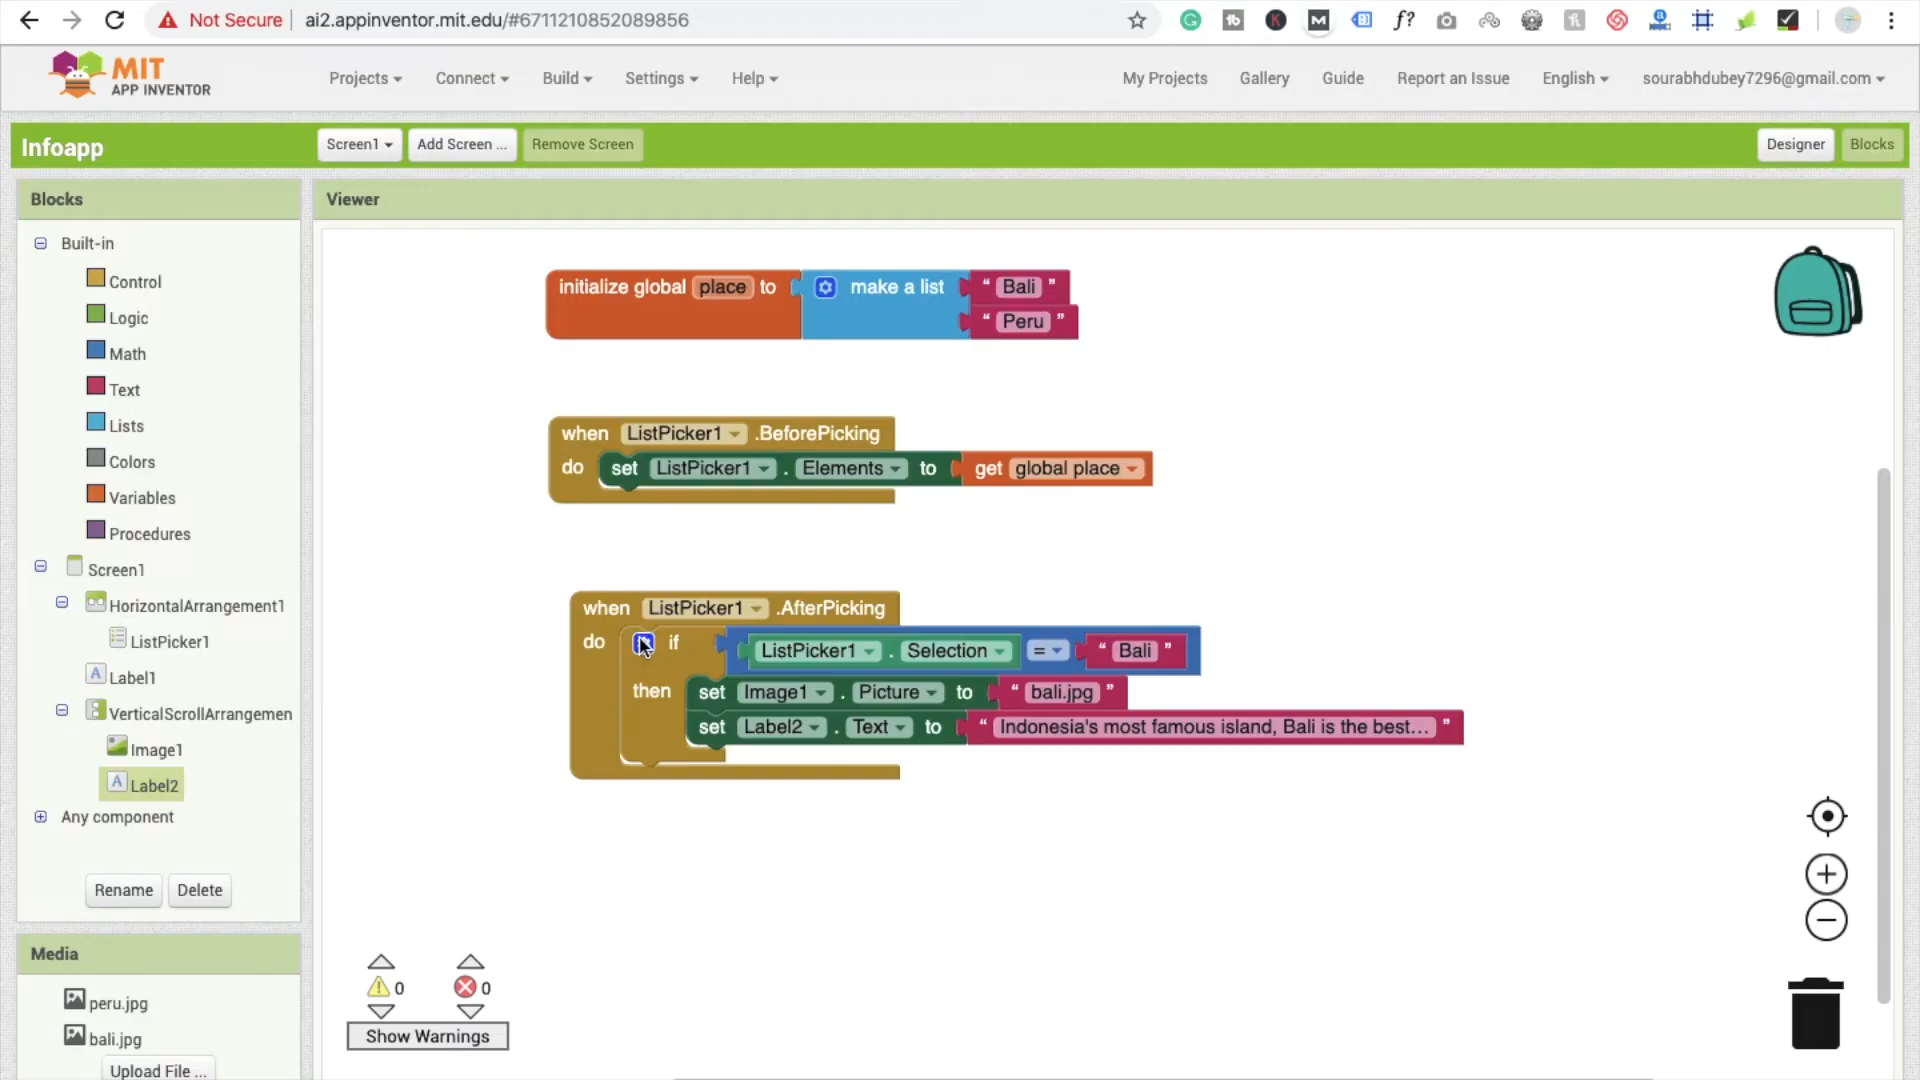 Not Secure | ai2.appinventor.mit.edu/#6711210852089856
MIT
APP INVENTOR
Projects Connect Build Settings Help My Projects Gallery Guide Report an Issue English sourabhdubey7296@gmail.com
Infoapp Screen1 Add Screen ... Remove Screen Designer Blocks
Blocks
Viewer
Built-in
Control
Logic
Math
Text
Lists
Colors
Variables
Procedures
Screen1
HorizontalArrangement1
ListPicker1
Label1
VerticalScrollArrangemen
Image1
Label2
Any component
Rename Delete
Media
peru.jpg
bali.jpg
Upload File ...
initialize global place to make a list “ Bali ”
“ Peru ”
when ListPicker1 .BeforePicking
do set ListPicker1 . Elements to get global place
when ListPicker1 .AfterPicking
do if ListPicker1 . Selection = “ Bali ”
then set Image1 . Picture to “ bali.jpg ”
set Label2 . Text to “ Indonesia's most famous island, Bali is the best... ”
0 0
Show Warnings